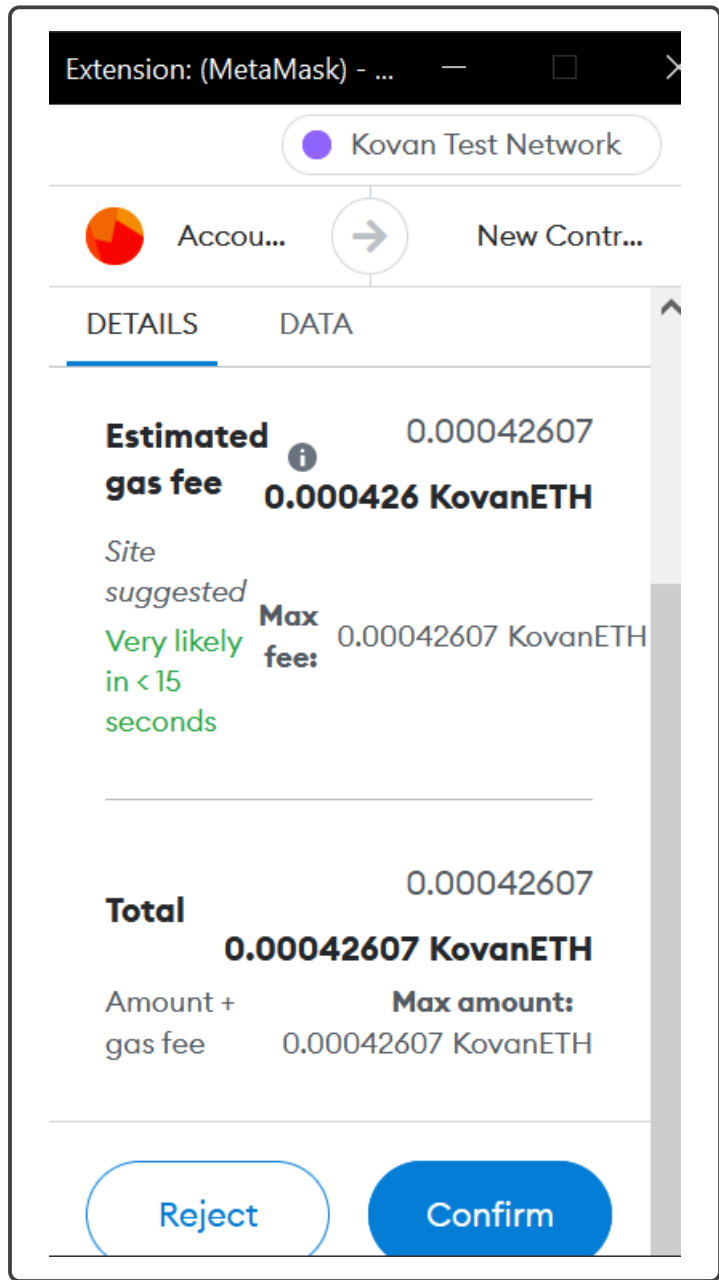 Extension: (MetaMask) - ...
Kovan Test Network
Accou...
New Contr...
DETAILS
DATA
Estimated
gas fee
0.00042607
0.000426 KovanETH
Site
suggested
Very likely
in < 15
seconds
Max
fee:
0.00042607 KovanETH
Total
0.00042607
0.00042607 KovanETH
Amount +
gas fee
Max amount:
0.00042607 KovanETH
Reject
Confirm